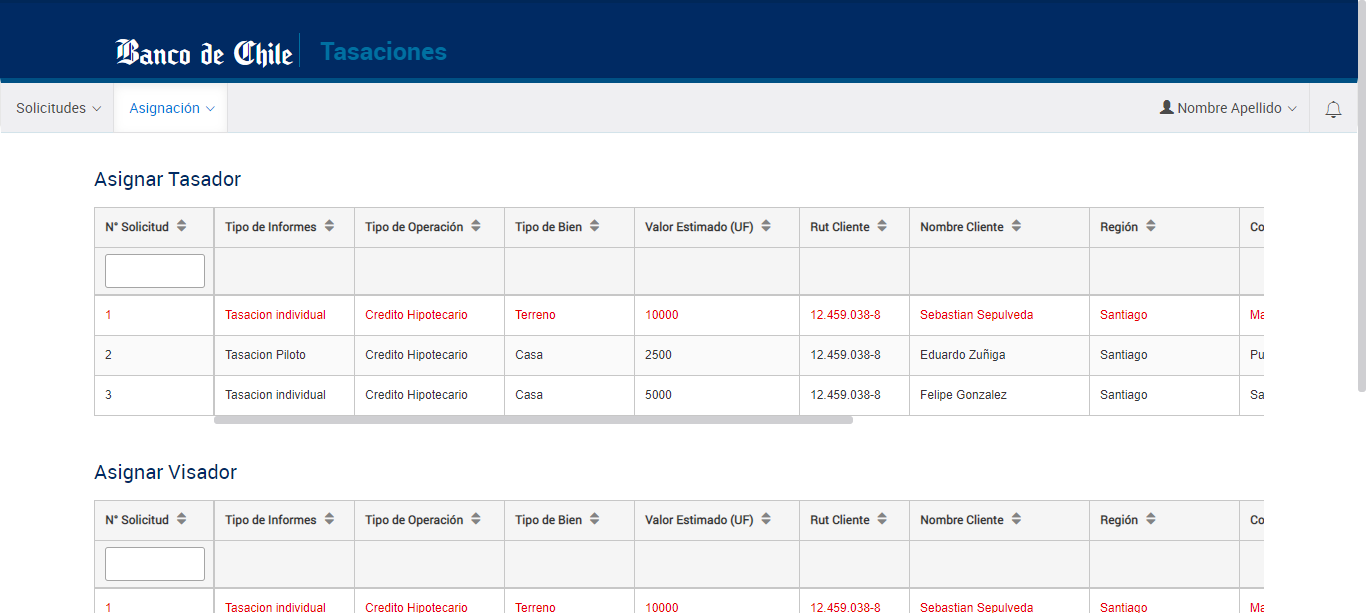 Banco de Chile Tasaciones
Solicitudes Asignación Nombre Apellido
Asignar Tasador
N° Solicitud Tipo de Informes Tipo de Operación Tipo de Bien Valor Estimado (UF) Rut Cliente Nombre Cliente Región Co
1 Tasacion individual Credito Hipotecario Terreno 10000 12.459.038-8 Sebastian Sepulveda Santiago Ma
2 Tasacion Piloto Credito Hipotecario Casa 2500 12.459.038-8 Eduardo Zuñiga Santiago Pu
3 Tasacion individual Credito Hipotecario Casa 5000 12.459.038-8 Felipe Gonzalez Santiago Sa
Asignar Visador
N° Solicitud Tipo de Informes Tipo de Operación Tipo de Bien Valor Estimado (UF) Rut Cliente Nombre Cliente Región Co
1 Tasacion individual Credito Hipotecario Terreno 10000 12.459.038-8 Sebastian Sepulveda Santiago Ma